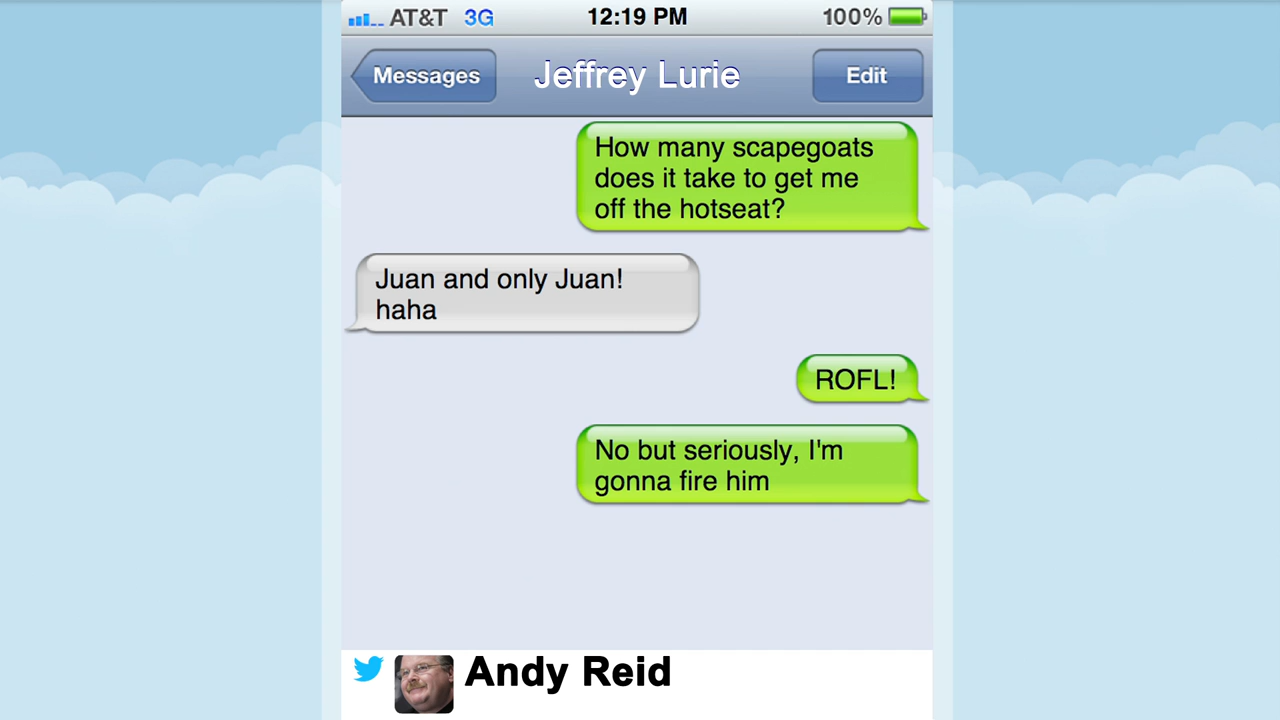 AT&T 3G 12:19 PM 100%
Messages Jeffrey Lurie Edit
How many scapegoats
does it take to get me
off the hotseat?
Juan and only Juan!
haha
ROFL!
No but seriously, I'm
gonna fire him
Andy Reid